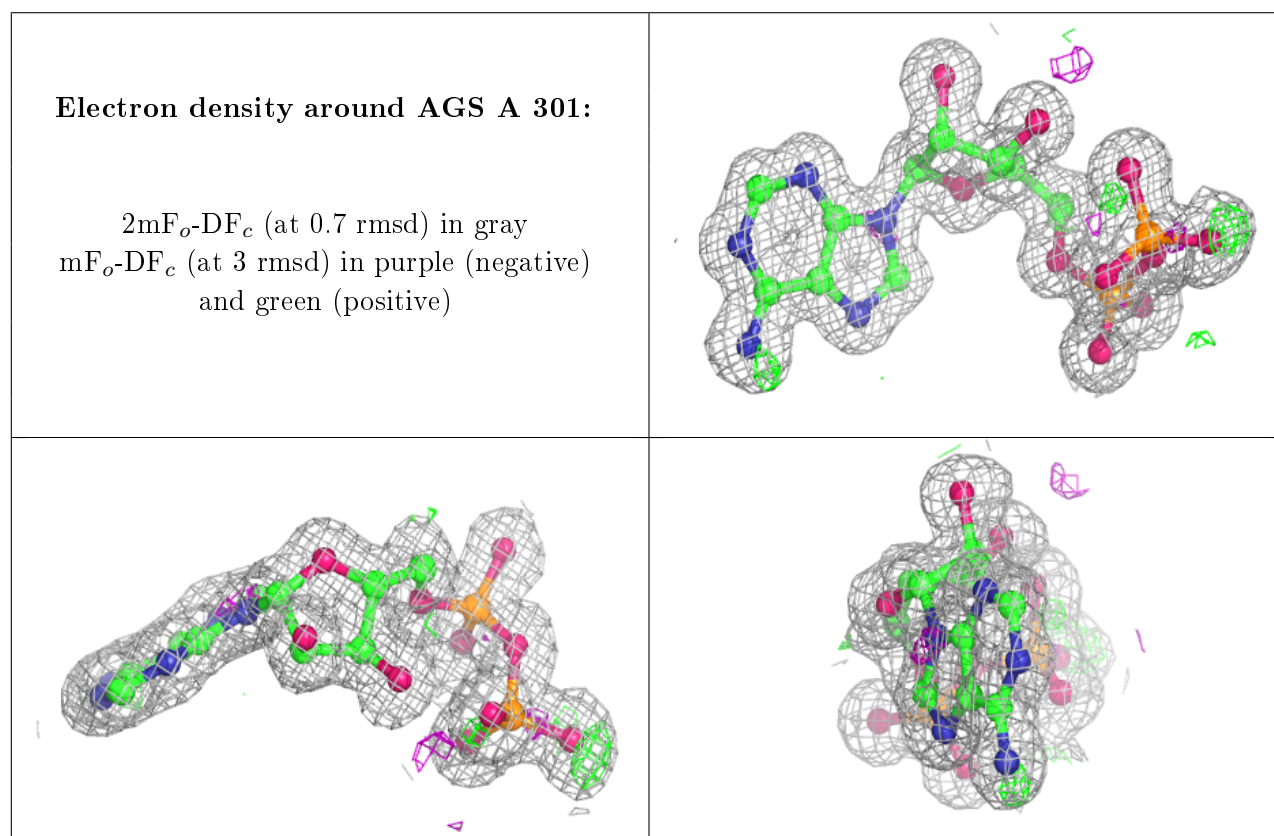 Electron density around AGS A 301:
2mFo-DFc (at 0.7 rmsd) in gray
mFo-DFc (at 3 rmsd) in purple (negative)
and green (positive)